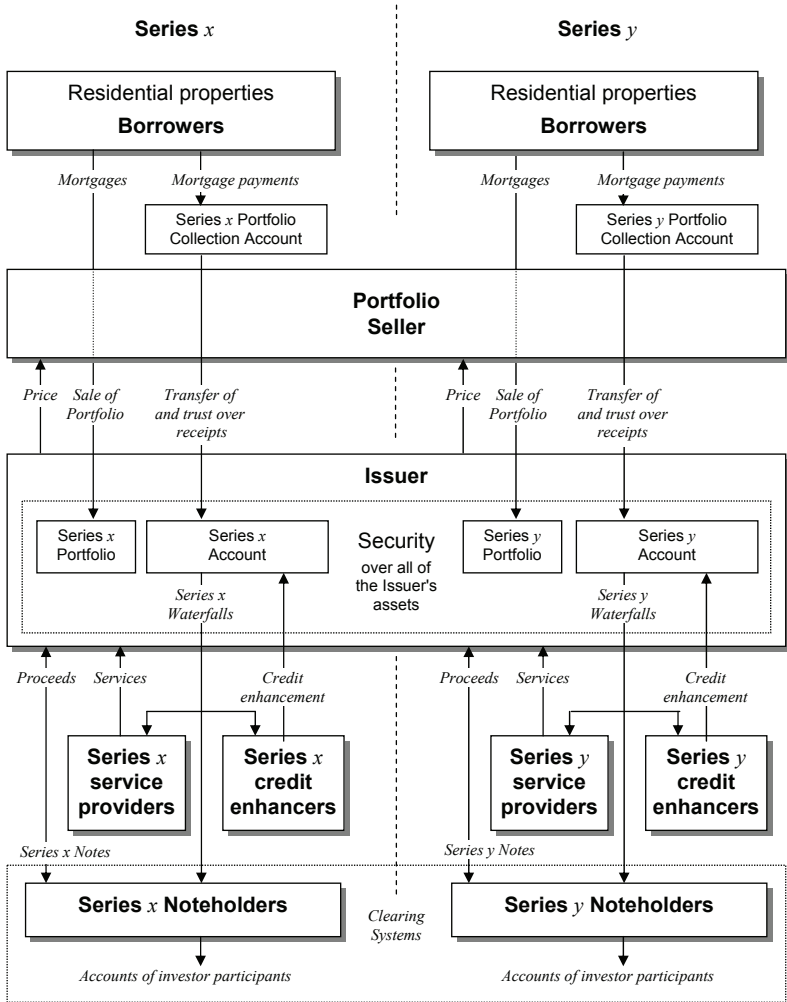 Series x
Series y
Residential properties
Borrowers
Residential properties
Borrowers
Mortgages
Mortgage payments
Mortgages
Mortgage payments
Series x Portfolio
Collection Account
Series y Portfolio
Collection Account
Portfolio
Seller
Price
Sale of
Portfolio
Transfer of
and trust over
receipts
Price
Sale of
Portfolio
Transfer of
and trust over
receipts
Issuer
Series x
Portfolio
Series x
Account
Security
over all of
the Issuer's
assets
Series y
Portfolio
Series y
Account
Series x
Waterfalls
Series y
Waterfalls
Proceeds
Services
Credit
enhancement
Proceeds
Services
Credit
enhancement
Series x
service
providers
Series x
credit
enhancers
Series y
service
providers
Series y
credit
enhancers
Series x Notes
Series y Notes
Series x Noteholders
Clearing
Systems
Series y Noteholders
Accounts of investor participants
Accounts of investor participants